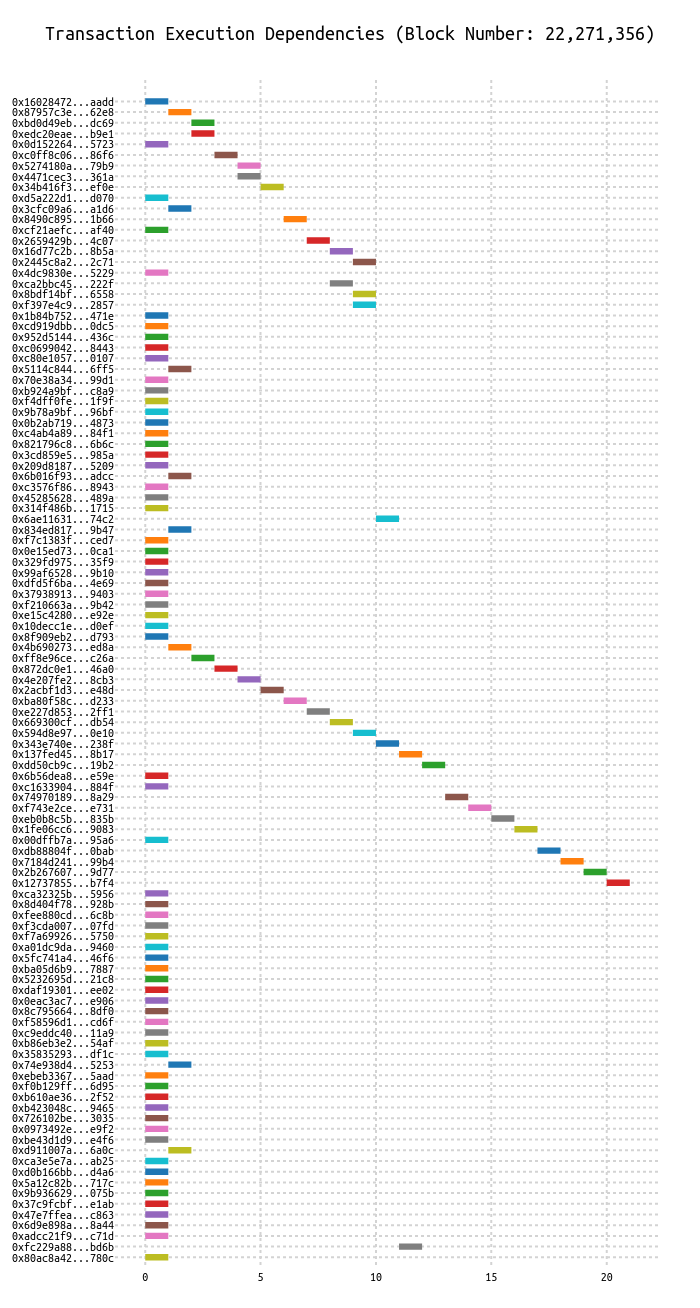 Transaction Execution Dependencies (Block Number: 22,271,356)
0x16028472...aadd
0x87957c3e...62e8
0xbd0d49eb...dc69
0xedc20eae...b9e1
0x0d152264...5723
0xc0ff8c06...86f6
0x5274180a...79b9
0x4471cec3...361a
0x34b416f3...ef0e
0xd5a222d1...d070
0x3cfc09a6...a1d6
0x8490c895...1b66
0xcf21aefc...af40
0x2659429b...4c07
0x16d77c2b...8b5a
0x2445c8a2...2c71
0x4dc9830e...5229
0xca2bbc45...222f
0x8bdf14bf...6558
0xf397e4c9...2857
0x1b84b752...471e
0xcd919dbb...0dc5
0x952d5144...436c
0xc0699042...8443
0xc80e1057...0107
0x5114c844...6ff5
0x70e38a34...99d1
0xb924a9bf...c8a9
0xf4dff0fe...1f9f
0x9b78a9bf...96bf
0x0b2ab719...4873
0xc4ab4a89...84f1
0x821796c8...6b6c
0x3cd859e5...985a
0x209d8187...5209
0x6b016f93...adcc
0xc3576f86...8943
0x45285628...489a
0x314f486b...1715
0x6ae11631...74c2
0x834ed817...9b47
0xf7c1383f...ced7
0x0e15ed73...0ca1
0x329fd975...35f9
0x99af6528...9b10
0xdfd5f6ba...4e69
0x37938913...9403
0xf210663a...9b42
0xe15c4280...e92e
0x10decc1e...d0ef
0x8f909eb2...d793
0x4b690273...ed8a
0xff8e96ce...c26a
0x872dc0e1...46a0
0x4e207fe2...8cb3
0x2acbf1d3...e48d
0xba80f58c...d233
0xe227d853...2ff1
0x669300cf...db54
0x594d8e97...0e10
0x343e740e...238f
0x137fed45...8b17
0xdd50cb9c...19b2
0x6b56dea8...e59e
0xc1633904...884f
0x74970189...8a29
0xf743e2ce...e731
0xeb0b8c5b...835b
0x1fe06cc6...9083
0x00dffb7a...95a6
0xdb88804f...0bab
0x7184d241...99b4
0x2b267607...9d77
0x12737855...b7f4
0xca32325b...5956
0x8d404f78...928b
0xfee880cd...6c8b
0xf3cda007...07fd
0xf7a69926...5750
0xa01dc9da...9460
0x5fc741a4...46f6
0xba05d6b9...7887
0x5232695d...21c8
0xdaf19301...ee02
0x0eac3ac7...e906
0x8c795664...8df0
0xf58596d1...cd6f
0xc9eddc40...11a9
0xb86eb3e2...54af
0x35835293...df1c
0x74e938d4...5253
0xebeb3367...5aad
0xf0b129ff...6d95
0xb610ae36...2f52
0xb423048c...9465
0x726102be...3035
0x0973492e...e9f2
0xbe43d1d9...e4f6
0xd911007a...6a0c
0xca3e5e7a...ab25
0xd0b166bb...d4a6
0x5a12c82b...717c
0x9b936629...075b
0x37c9fcbf...e1ab
0x47e7ffea...c863
0x6d9e898a...8a44
0xadcc21f9...c71d
0xfc229a88...bd6b
0x80ac8a42...780c
0 5 10 15 20